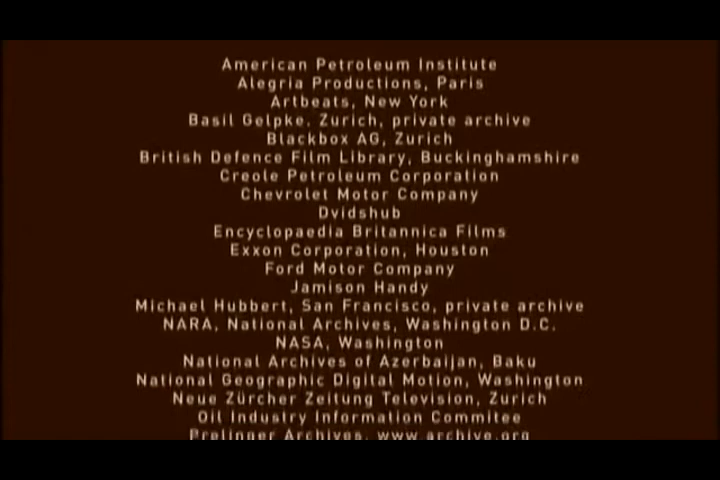 American Petroleum Institute
Alegria Productions, Paris
Artbeats, New York
Basil Gelpke, Zurich, private archive
Blackbox AG, Zurich
British Defence Film Library, Buckinghamshire
Creole Petroleum Corporation
Chevrolet Motor Company
Dvidshub
Encyclopaedia Britannica Films
Exxon Corporation, Houston
Ford Motor Company
Jamison Handy
Michael Hubbert, San Francisco, private archive
NARA, National Archives, Washington D.C.
NASA, Washington
National Archives of Azerbaijan, Baku
National Geographic Digital Motion, Washington
Neue Zürcher Zeitung Television, Zurich
Oil Industry Information Commitee
Prelinger Archives, www.archive.org